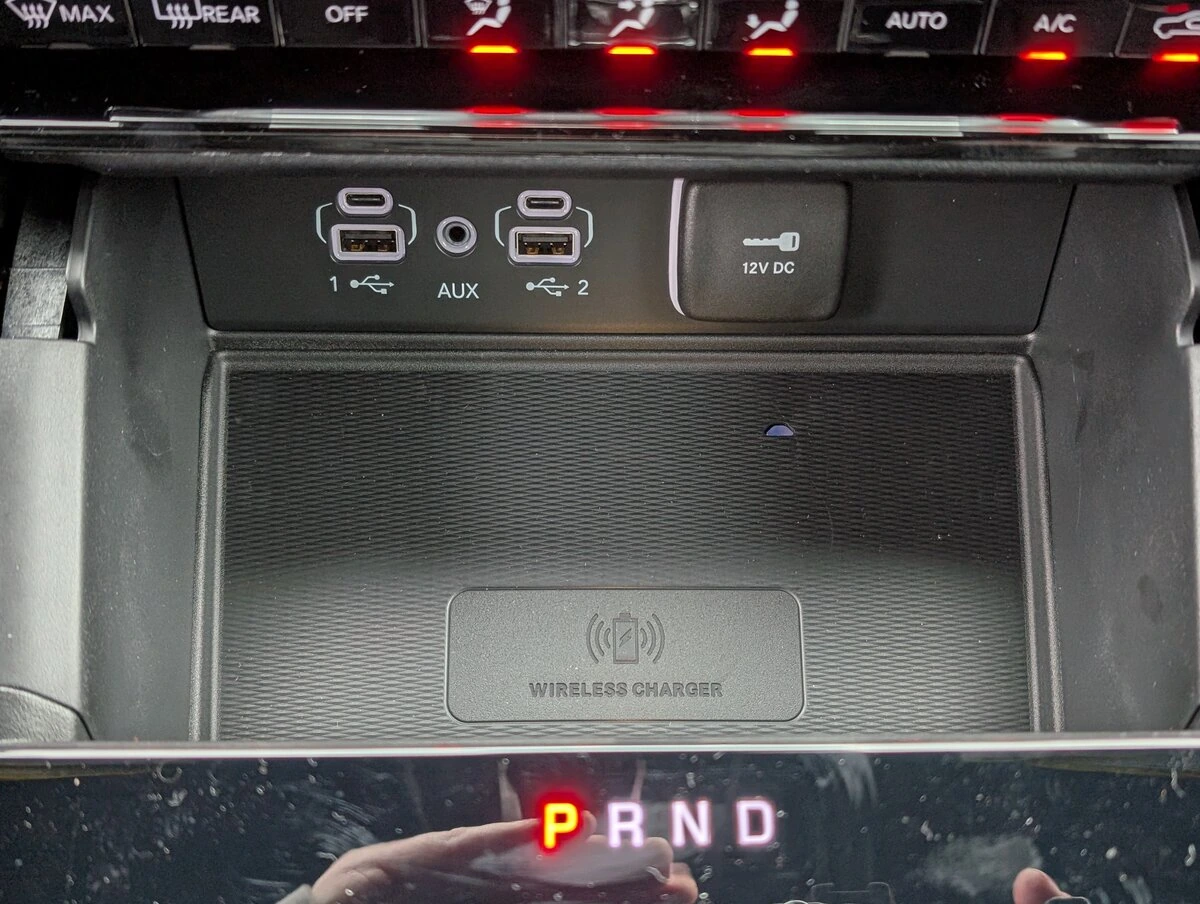 MAX REAR OFF AUTO A/C
1 AUX 2 12V DC
WIRELESS CHARGER
P R N D